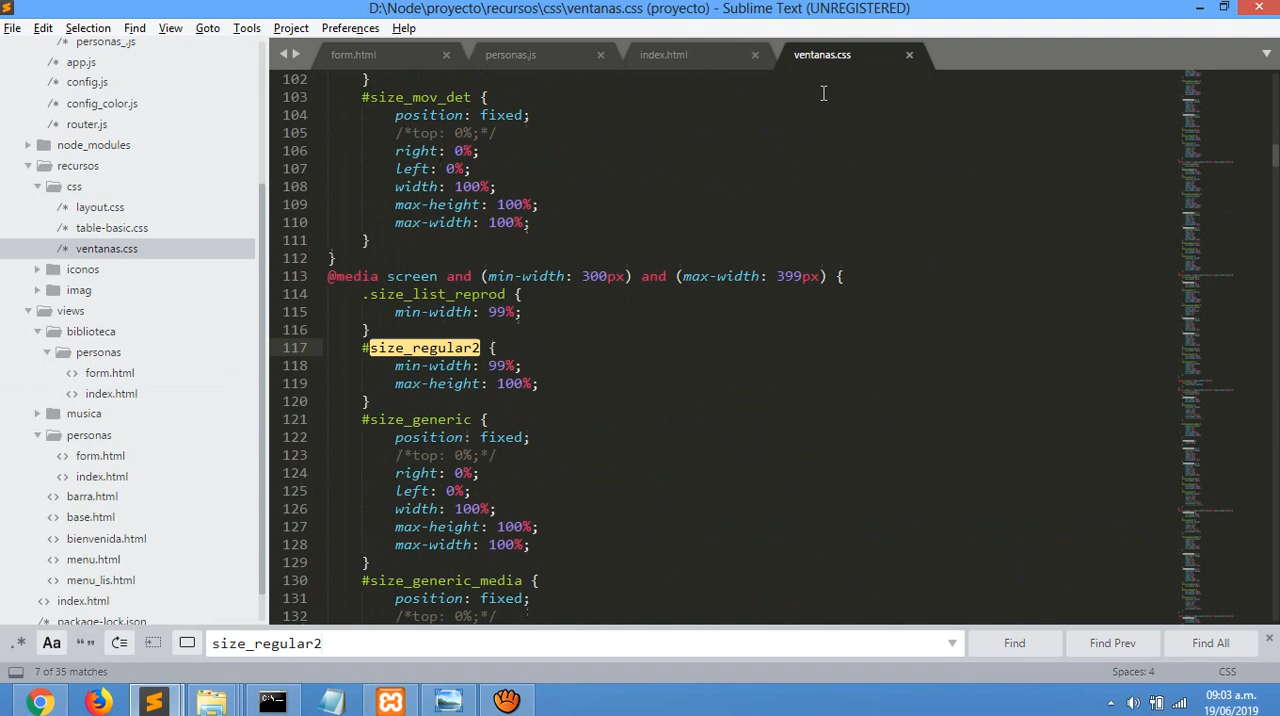 D:\Node\proyecto\recursos\css\ventanas.css (proyecto) - Sublime Text (UNREGISTERED)
File Edit Selection Find View Goto Tools Project Preferences Help
personas_.js
app.js
config.js
config_color.js
router.js
node_modules
recursos
css
layout.css
table-basic.css
ventanas.css
iconos
imag
views
biblioteca
personas
form.html
index.html
musica
personas
form.html
index.html
barra.html
base.html
bienvenida.html
menu.html
menu_lis.html
index.html
package-lock.json
form.html personas.js index.html ventanas.css
102 }
103 #size_mov_det {
104 position: fixed;
105 /*top: 0%;*/
106 right: 0%;
107 left: 0%;
108 width: 100%;
109 max-height: 100%;
110 max-width: 100%;
111 }
112 }
113 @media screen and (min-width: 300px) and (max-width: 399px) {
114 .size_list_reprod {
115 min-width: 99%;
116 }
117 #size_regular2 {
118 min-width: 99%;
119 max-height: 100%;
120 }
121 #size_generic {
122 position: fixed;
123 /*top: 0%;*/
124 right: 0%;
125 left: 0%;
126 width: 100%;
127 max-height: 100%;
128 max-width: 100%;
129 }
130 #size_generic_media {
131 position: fixed;
132 /*top: 0%;*/
.* Aa “” size_regular2 Find Find Prev Find All
7 of 35 matches Spaces: 4 CSS
09:03 a.m.
19/06/2019